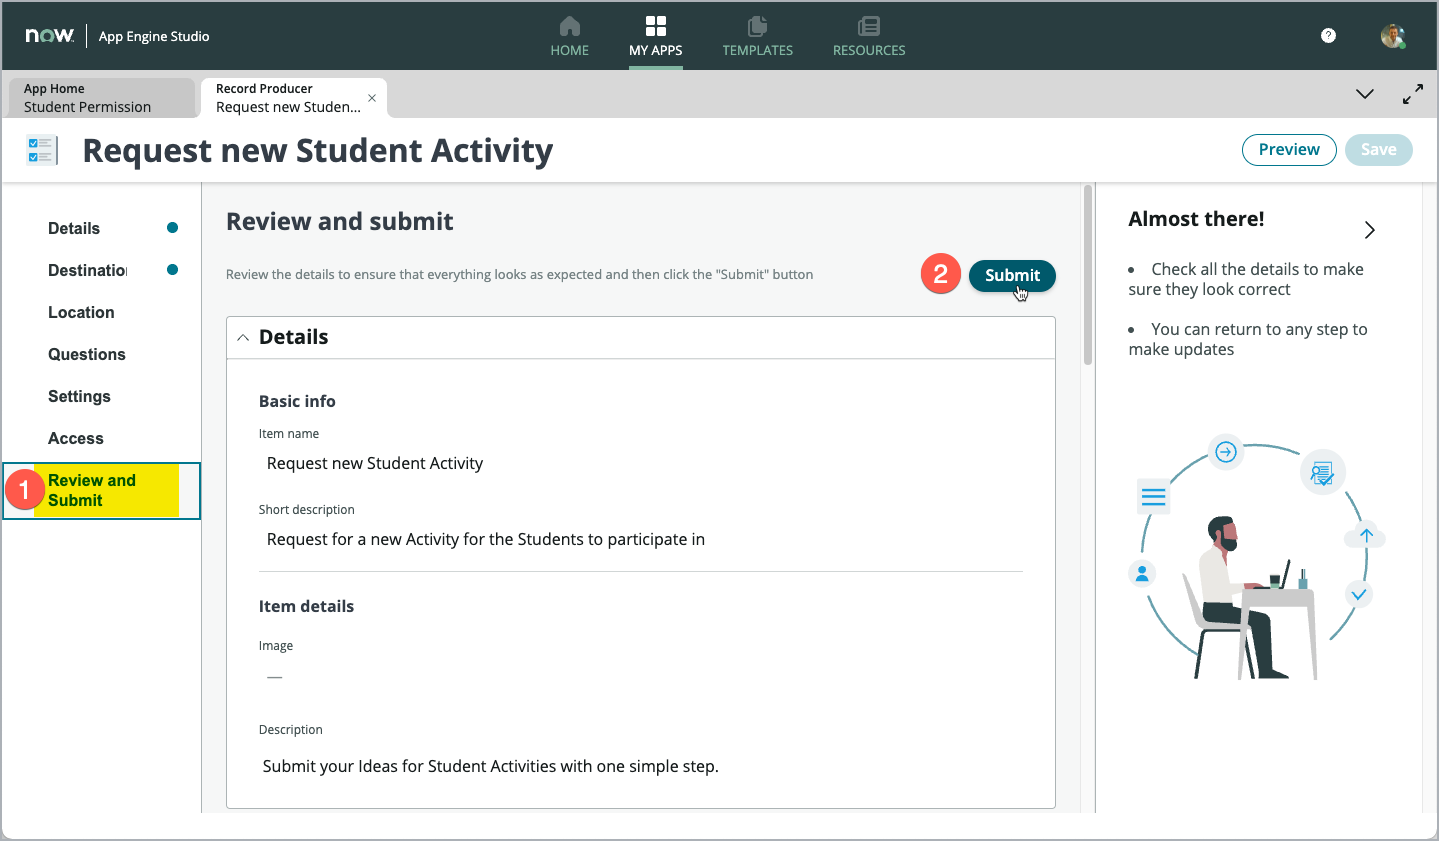 now
App Engine Studio
HOME
MY APPS
TEMPLATES
RESOURCES
?
App Home
Student Permission
Record Producer
Request new Studen...
Request new Student Activity
Preview
Save
Details
Destination
Location
Questions
Settings
Access
1
Review and
Submit
Review and submit
Review the details to ensure that everything looks as expected and then click the "Submit" button
2
Submit
Details
Basic info
Item name
Request new Student Activity
Short description
Request for a new Activity for the Students to participate in
Item details
Image
—
Description
Submit your Ideas for Student Activities with one simple step.
Almost there!
• Check all the details to make
sure they look correct
• You can return to any step to
make updates